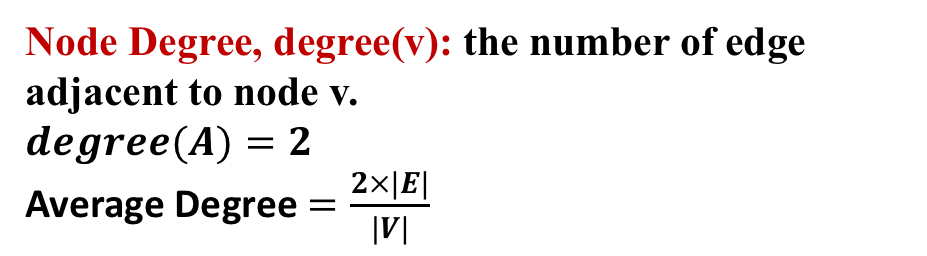 Node Degree, degree(v): the number of edge
adjacent to node v.
degree(A) = 2
Average Degree = 2×|E|
|V|